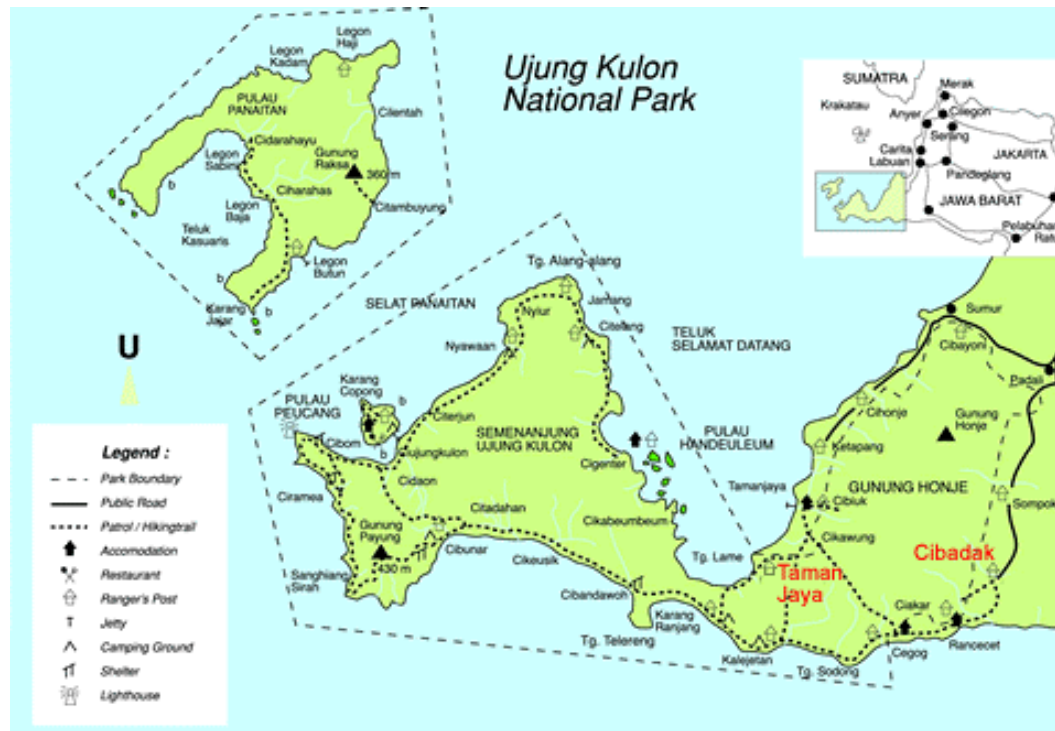 Ujung Kulon
National Park
Legon
Haji
Legon
Kadam
PULAU
PANAITAN
Cilentah
Cidarahayu
Legon
Sabini
Gunung
Raksa
360 m
Ciharahas
Legon
Baja
Citambuyung
Teluk
Kasuaris
b
b
b
Legon
Butun
Karang
Jajar
SUMATRA
Merak
Krakatau
Anyer
Cilegon
Serang
JAKARTA
Carita
Labuan
Pandeglang
JAWA BARAT
Pelabuhan
Ratu
Tg. Alang-alang
SELAT PANAITAN
Jamang
Nyiur
Citelang
Nyawaan
TELUK
SELAMAT DATANG
Sumur
Cibayoni
Padali
U
Karang
Copong
b
PULAU
PEUCANG
Citerjun
Cihonje
Gunung
Honje
SEMENANJUNG
UJUNG KULON
PULAU
HANDEULEUM
Cibom
b
Jujungkulon
Ketapang
Cidaon
Cigenter
Ciramea
Tamanjaya
Cibiuk
GUNUNG HONJE
Sompok
Citadahan
Cikabeumbeum
Gunung
Payung
430 m
Cibunar
Cikeusik
Cikawung
Tg. Lame
Cibadak
Taman
Jaya
Sanghiang
Sirah
Cibandawoh
Karang
Ranjang
Ciakar
Tg. Telereng
Kalejetan
Tg. Sodong
Cegog
Rancecet
Legend :
Park Boundary
Public Road
Patrol / Hikingtrail
Accomodation
Restaurant
Ranger's Post
Jetty
Camping Ground
Shelter
Lighthouse